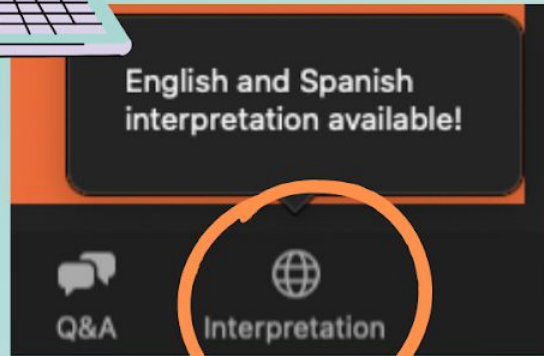 English and Spanish
interpretation available!
Q&A
Interpretation